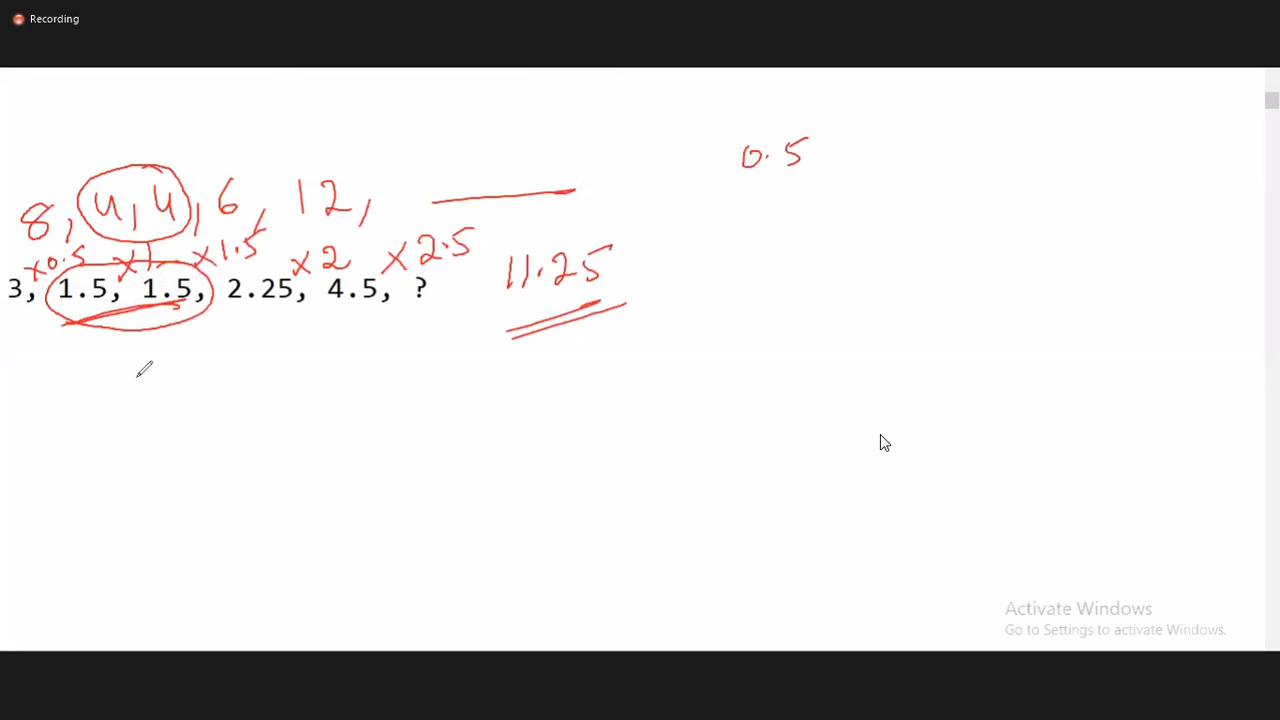 Recording
0.5
8, 4, 4, 6, 12,
×0.5 ×1 ×1.5 ×2 ×2.5
3, 1.5, 1.5, 2.25, 4.5, ?
11.25
Activate Windows
Go to Settings to activate Windows.